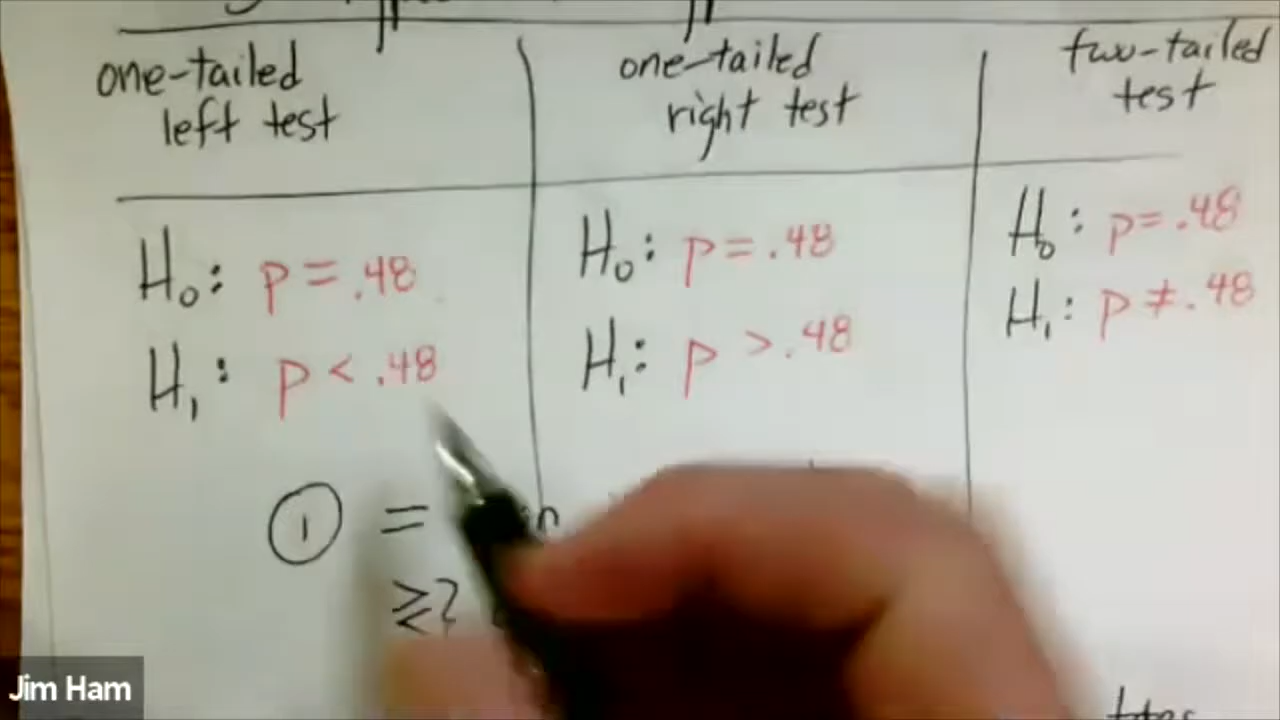 one-tailed
left test
one-tailed
right test
two-tailed
test
H₀: p = .48
H₁: p < .48
H₀: p = .48
H₁: p > .48
H₀: p = .48
H₁: p ≠ .48
① =
≥?
Jim Ham